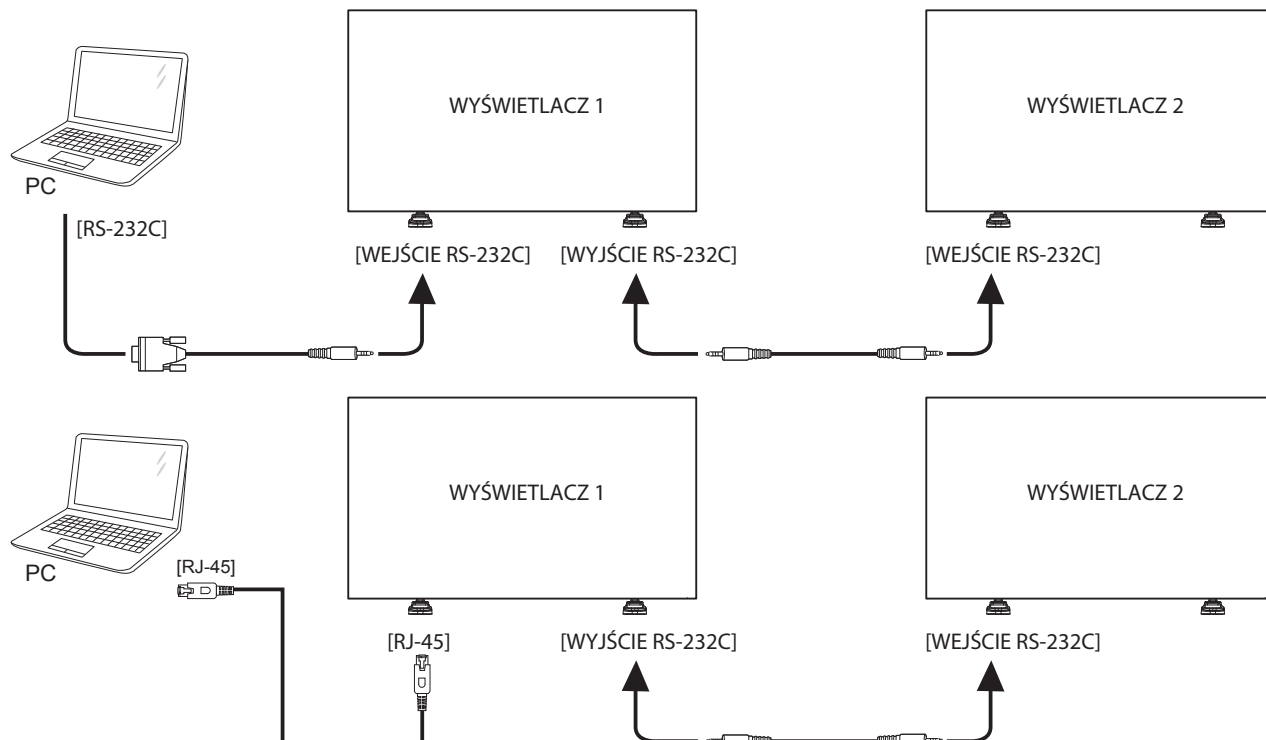 WYŚWIETLACZ 1
WYŚWIETLACZ 2
PC
[RS-232C]
[WEJŚCIE RS-232C]
[WYJŚCIE RS-232C]
[WEJŚCIE RS-232C]
WYŚWIETLACZ 1
WYŚWIETLACZ 2
PC
[RJ-45]
[RJ-45]
[WYJŚCIE RS-232C]
[WEJŚCIE RS-232C]